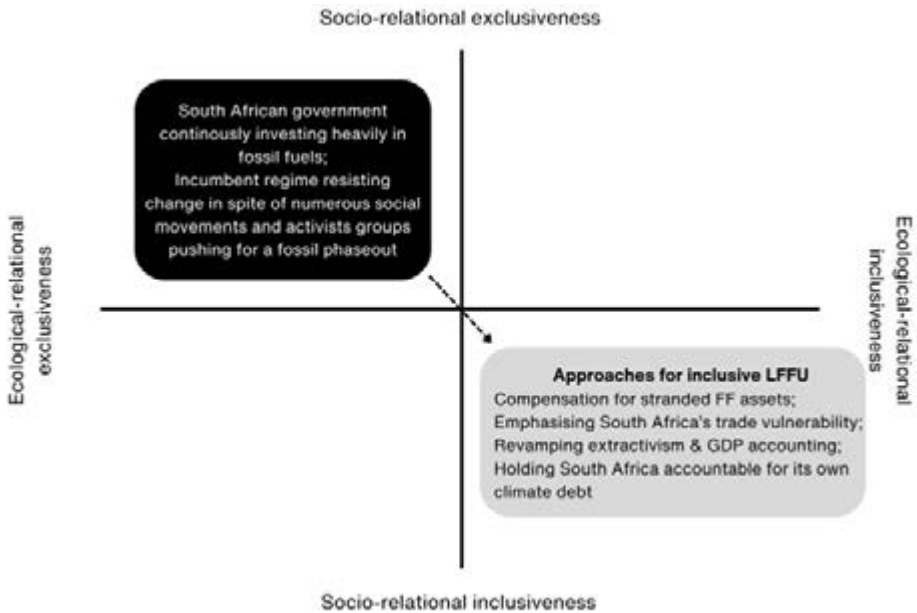 Socio-relational exclusiveness
South African government
continously investing heavily in
fossil fuels;
Incumbent regime resisting
change in spite of numerous social
movements and activists groups
pushing for a fossil phaseout
Ecological-relational
exclusiveness
Ecological-relational
inclusiveness
Approaches for inclusive LFFU
Compensation for stranded FF assets;
Emphasising South Africa's trade vulnerability;
Revamping extractivism & GDP accounting;
Holding South Africa accountable for its own
climate debt
Socio-relational inclusiveness